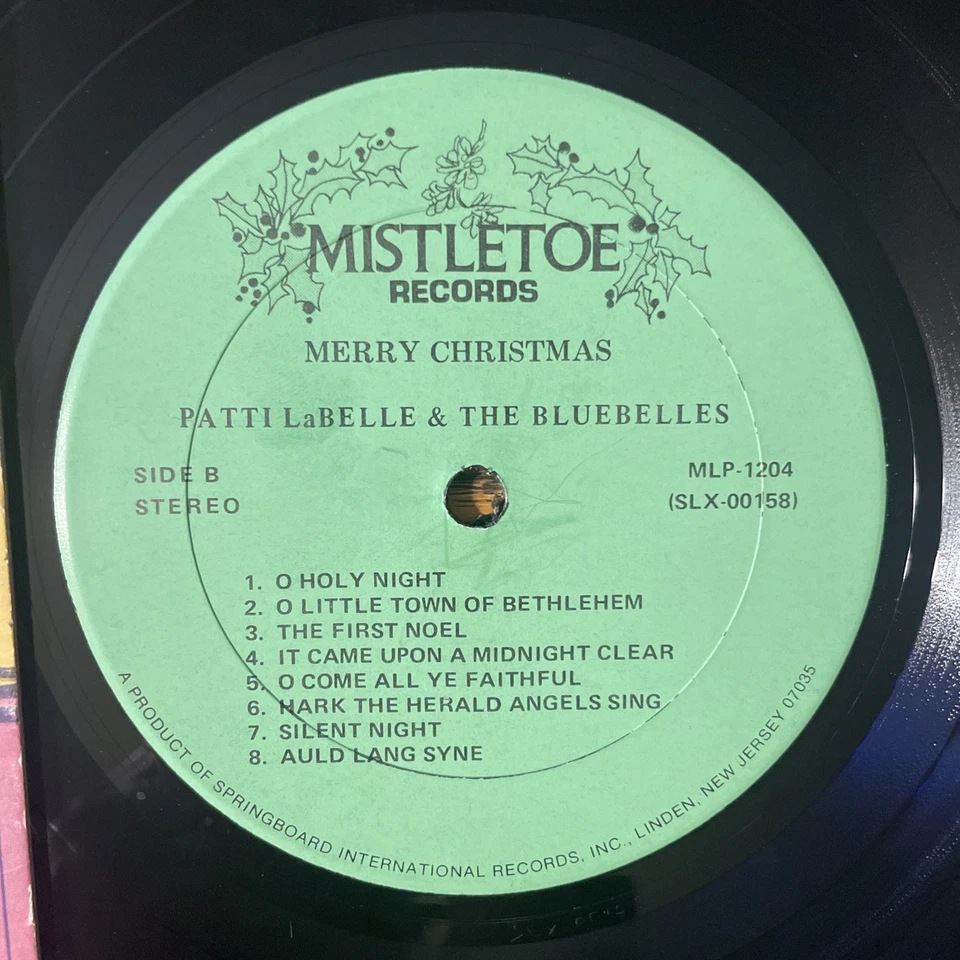 MISTLETOE
RECORDS
MERRY CHRISTMAS
PATTI LaBELLE & THE BLUEBELLES
SIDE B
STEREO
MLP-1204
(SLX-00158)
1. O HOLY NIGHT
2. O LITTLE TOWN OF BETHLEHEM
3. THE FIRST NOEL
4. IT CAME UPON A MIDNIGHT CLEAR
5. O COME ALL YE FAITHFUL
6. HARK THE HERALD ANGELS SING
7. SILENT NIGHT
8. AULD LANG SYNE
A PRODUCT OF SPRINGBOARD INTERNATIONAL RECORDS, INC., LINDEN, NEW JERSEY 07035